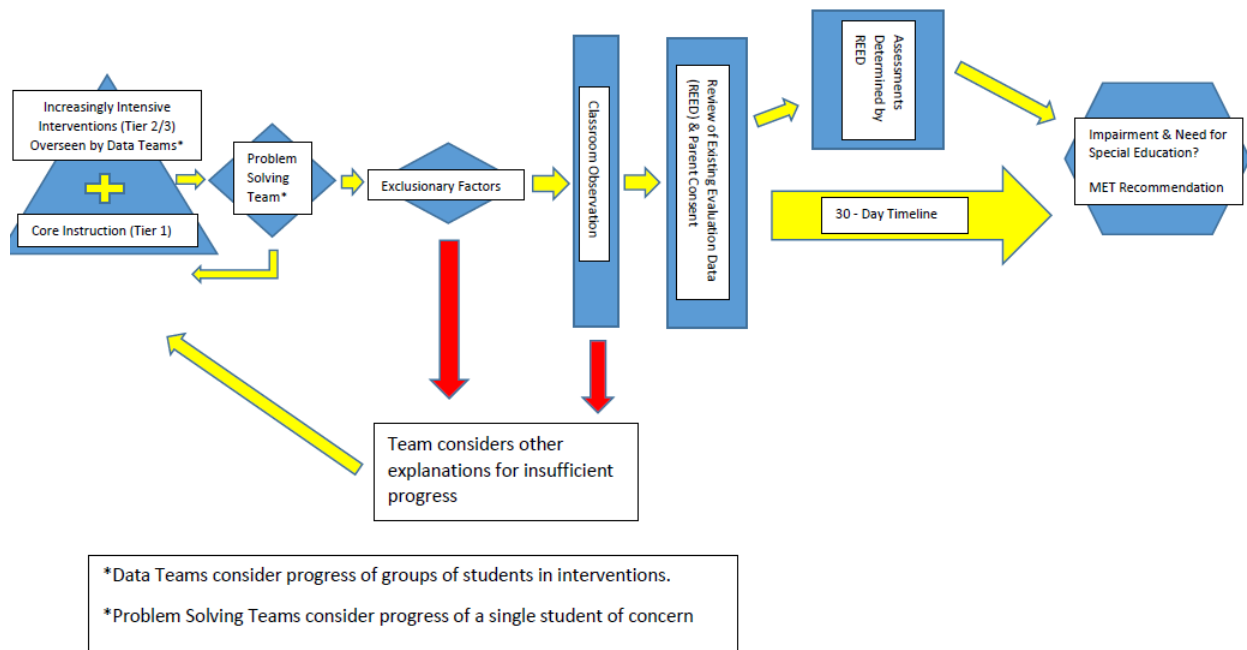 Increasingly Intensive
Interventions (Tier 2/3)
Overseen by Data Teams*
Core Instruction (Tier 1)
Problem
Solving
Team*
Exclusionary Factors
Classroom Observation
Review of Existing Evaluation Data
(REED) & Parent Consent
Assessments
Determined by
REED
30 - Day Timeline
Impairment & Need for
Special Education?
MET Recommendation
Team considers other
explanations for insufficient
progress
*Data Teams consider progress of groups of students in interventions.
*Problem Solving Teams consider progress of a single student of concern